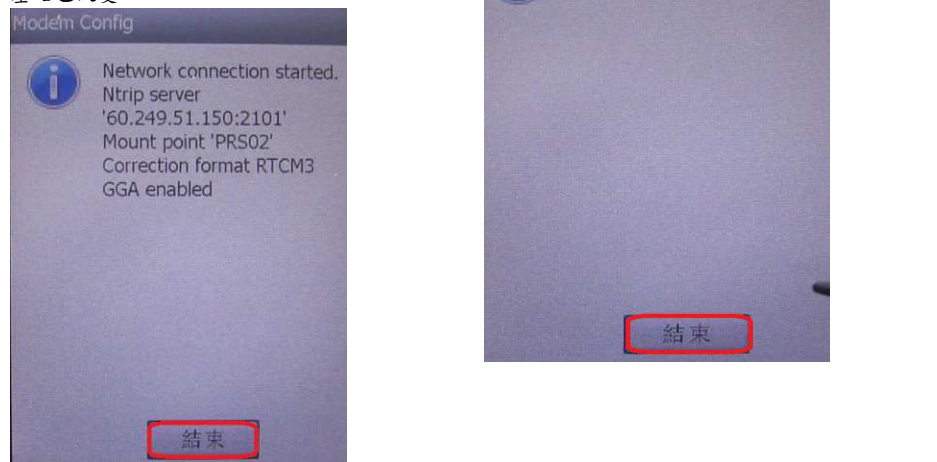 Modem Config
Network connection started.
Ntrip server
'60.249.51.150:2101'
Mount point 'PRS02'
Correction format RTCM3
GGA enabled
結束
結束